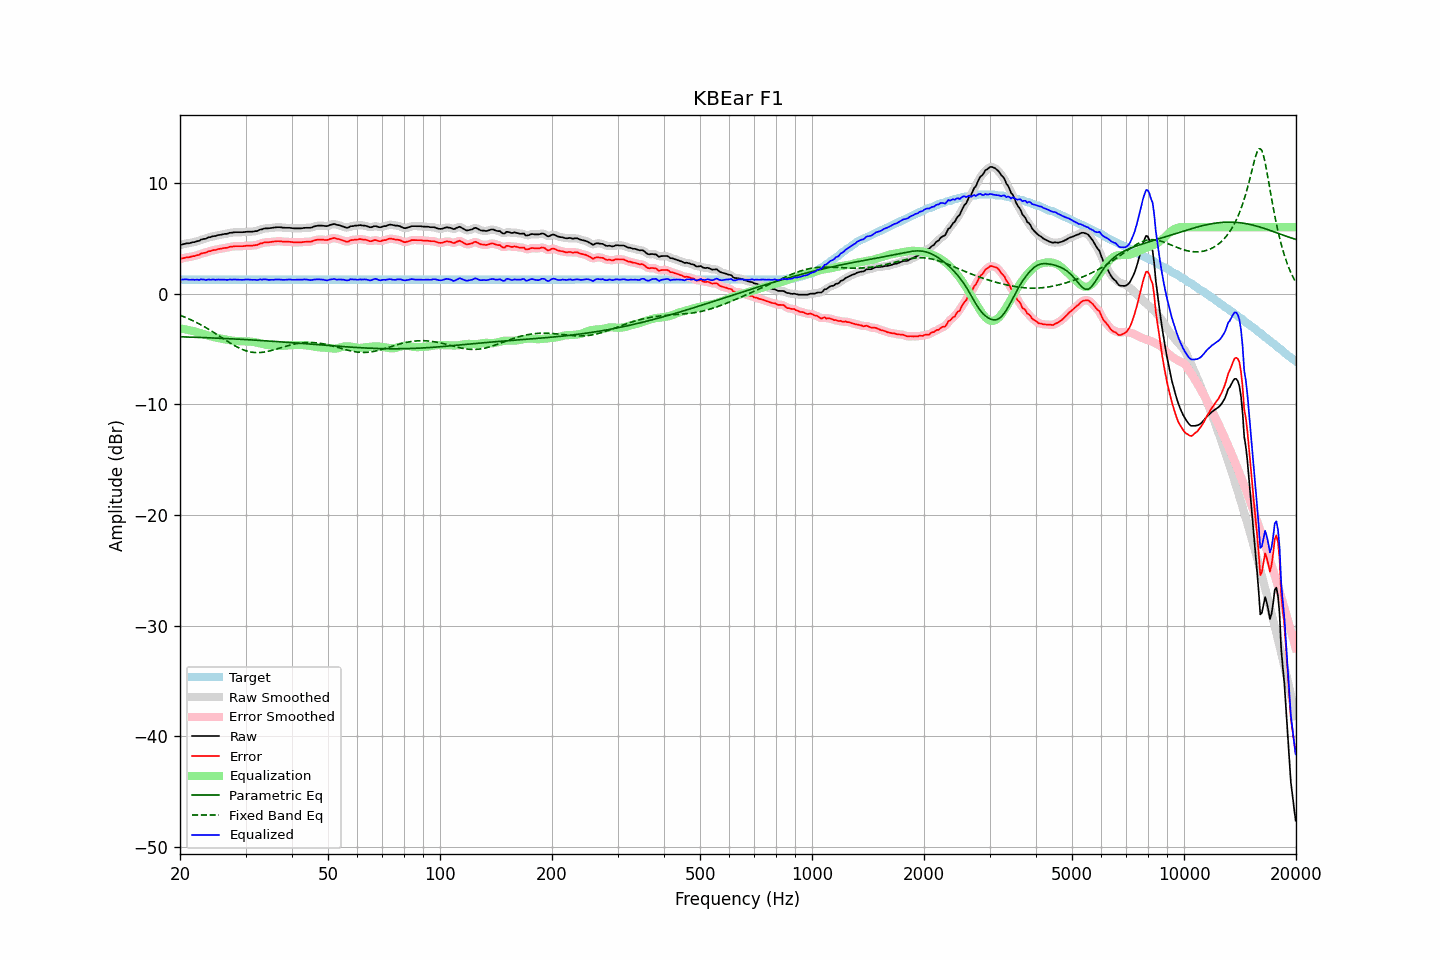 KBEar F1
Amplitude (dBr)
10
0
−10
−20
−30
−40
−50
Target
Raw Smoothed
Error Smoothed
Raw
Error
Equalization
Parametric Eq
Fixed Band Eq
Equalized
20 50 100 200 500 1000 2000 5000 10000 20000
Frequency (Hz)